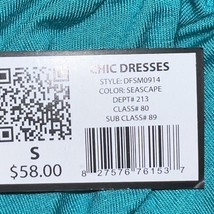 CHIC DRESSES
STYLE: DFSM0914
COLOR: SEASCAPE
DEPT# 213
CLASS# 80
SUB CLASS# 89
S
$58.00
8 27576 76153 7